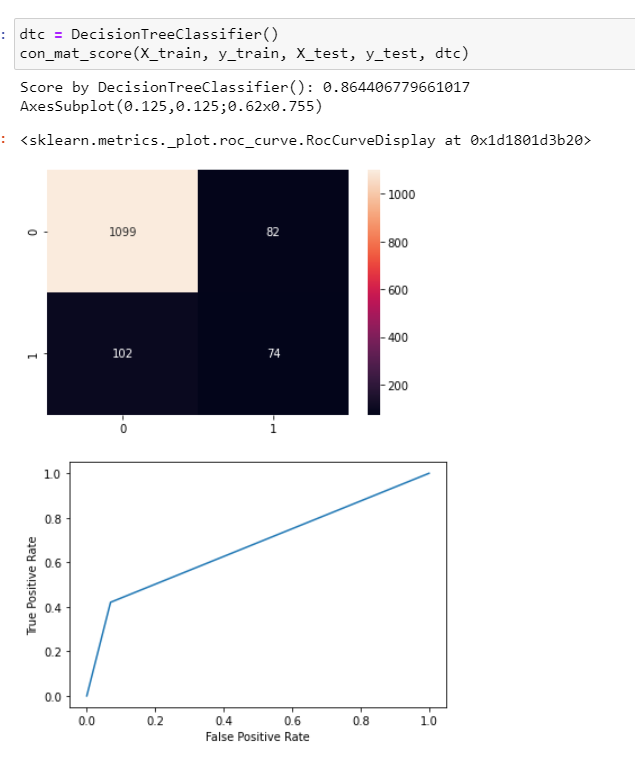 : dtc = DecisionTreeClassifier()
con_mat_score(X_train, y_train, X_test, y_test, dtc)
Score by DecisionTreeClassifier(): 0.864406779661017
AxesSubplot(0.125,0.125;0.62x0.755)
: <sklearn.metrics._plot.roc_curve.RocCurveDisplay at 0x1d1801d3b20>
1000
0
1099
82
800
600
400
1
102
74
200
0
1
1.0
0.8
0.6
0.4
0.2
0.0
True Positive Rate
0.0 0.2 0.4 0.6 0.8 1.0
False Positive Rate